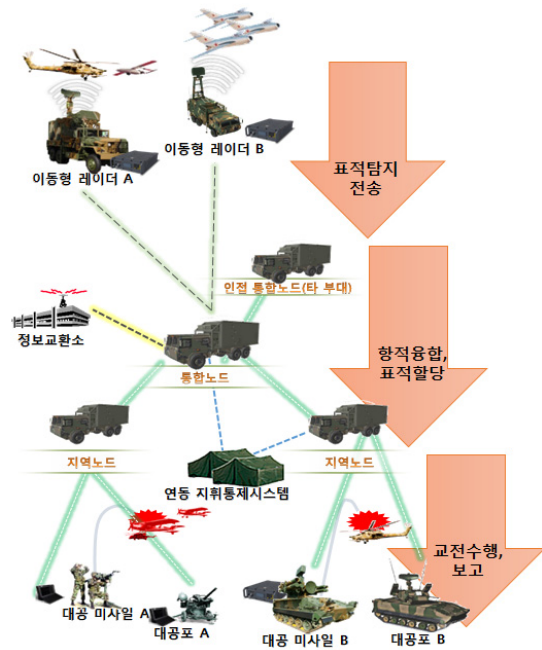 이동형 레이더 A
이동형 레이더 B
표적탐지
전송
인접 통합노드(타 부대)
정보교환소
통합노드
항적융합,
표적할당
지역노드
지역노드
연동 지휘통제시스템
교전수행,
보고
대공 미사일 A
대공포 A
대공 미사일 B
대공포 B